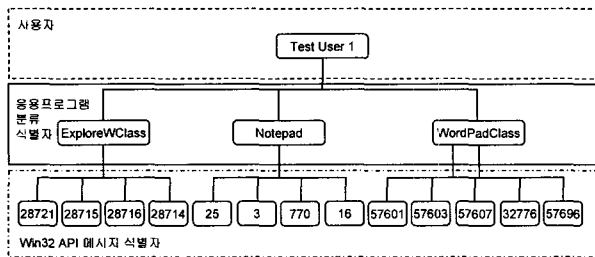 사용자
Test User 1
응용프로그램
분류
식별자
ExploreWClass
Notepad
WordPadClass
28721 28715 28716 28714 25 3 770 16 57601 57603 57607 32776 57696
Win32 API 메시지 식별자